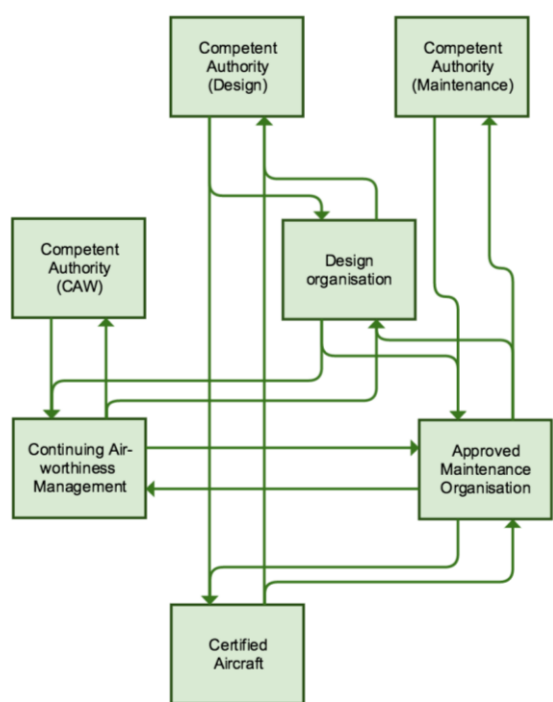 Competent
Authority
(Design)
Competent
Authority
(Maintenance)
Competent
Authority
(CAW)
Design
organisation
Continuing Air-
worthiness
Management
Approved
Maintenance
Organisation
Certified
Aircraft